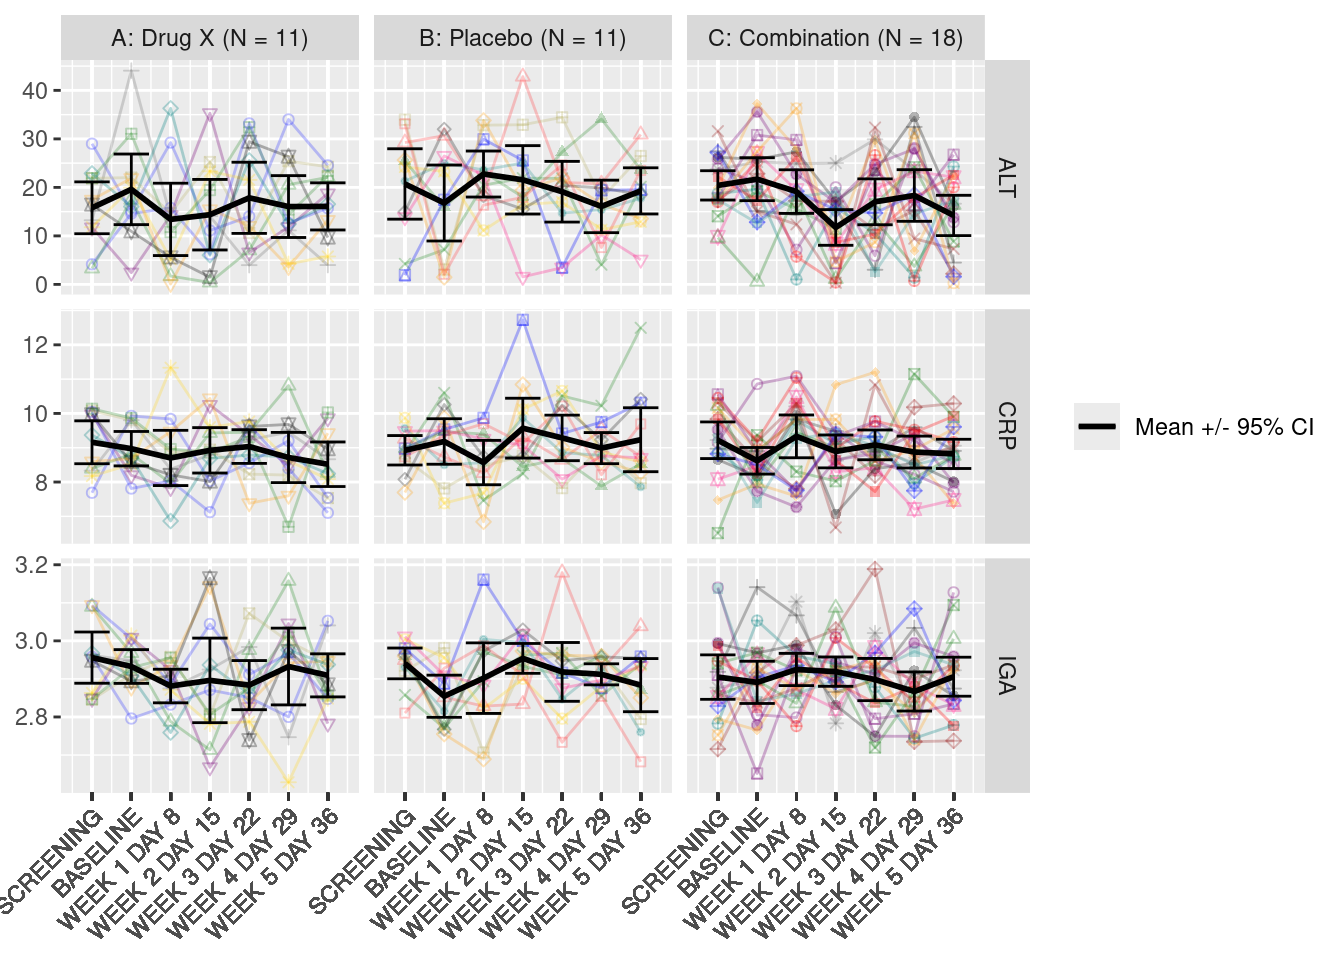 A: Drug X (N = 11)
B: Placebo (N = 11)
C: Combination (N = 18)
40
30
20
10
0
ALT
12
10
8
CRP
Mean +/- 95% CI
3.2
3.0
2.8
IGA
SCREENING
BASELINE
WEEK 1 DAY 8
WEEK 2 DAY 15
WEEK 3 DAY 22
WEEK 4 DAY 29
WEEK 5 DAY 36
SCREENING
BASELINE
WEEK 1 DAY 8
WEEK 2 DAY 15
WEEK 3 DAY 22
WEEK 4 DAY 29
WEEK 5 DAY 36
SCREENING
BASELINE
WEEK 1 DAY 8
WEEK 2 DAY 15
WEEK 3 DAY 22
WEEK 4 DAY 29
WEEK 5 DAY 36